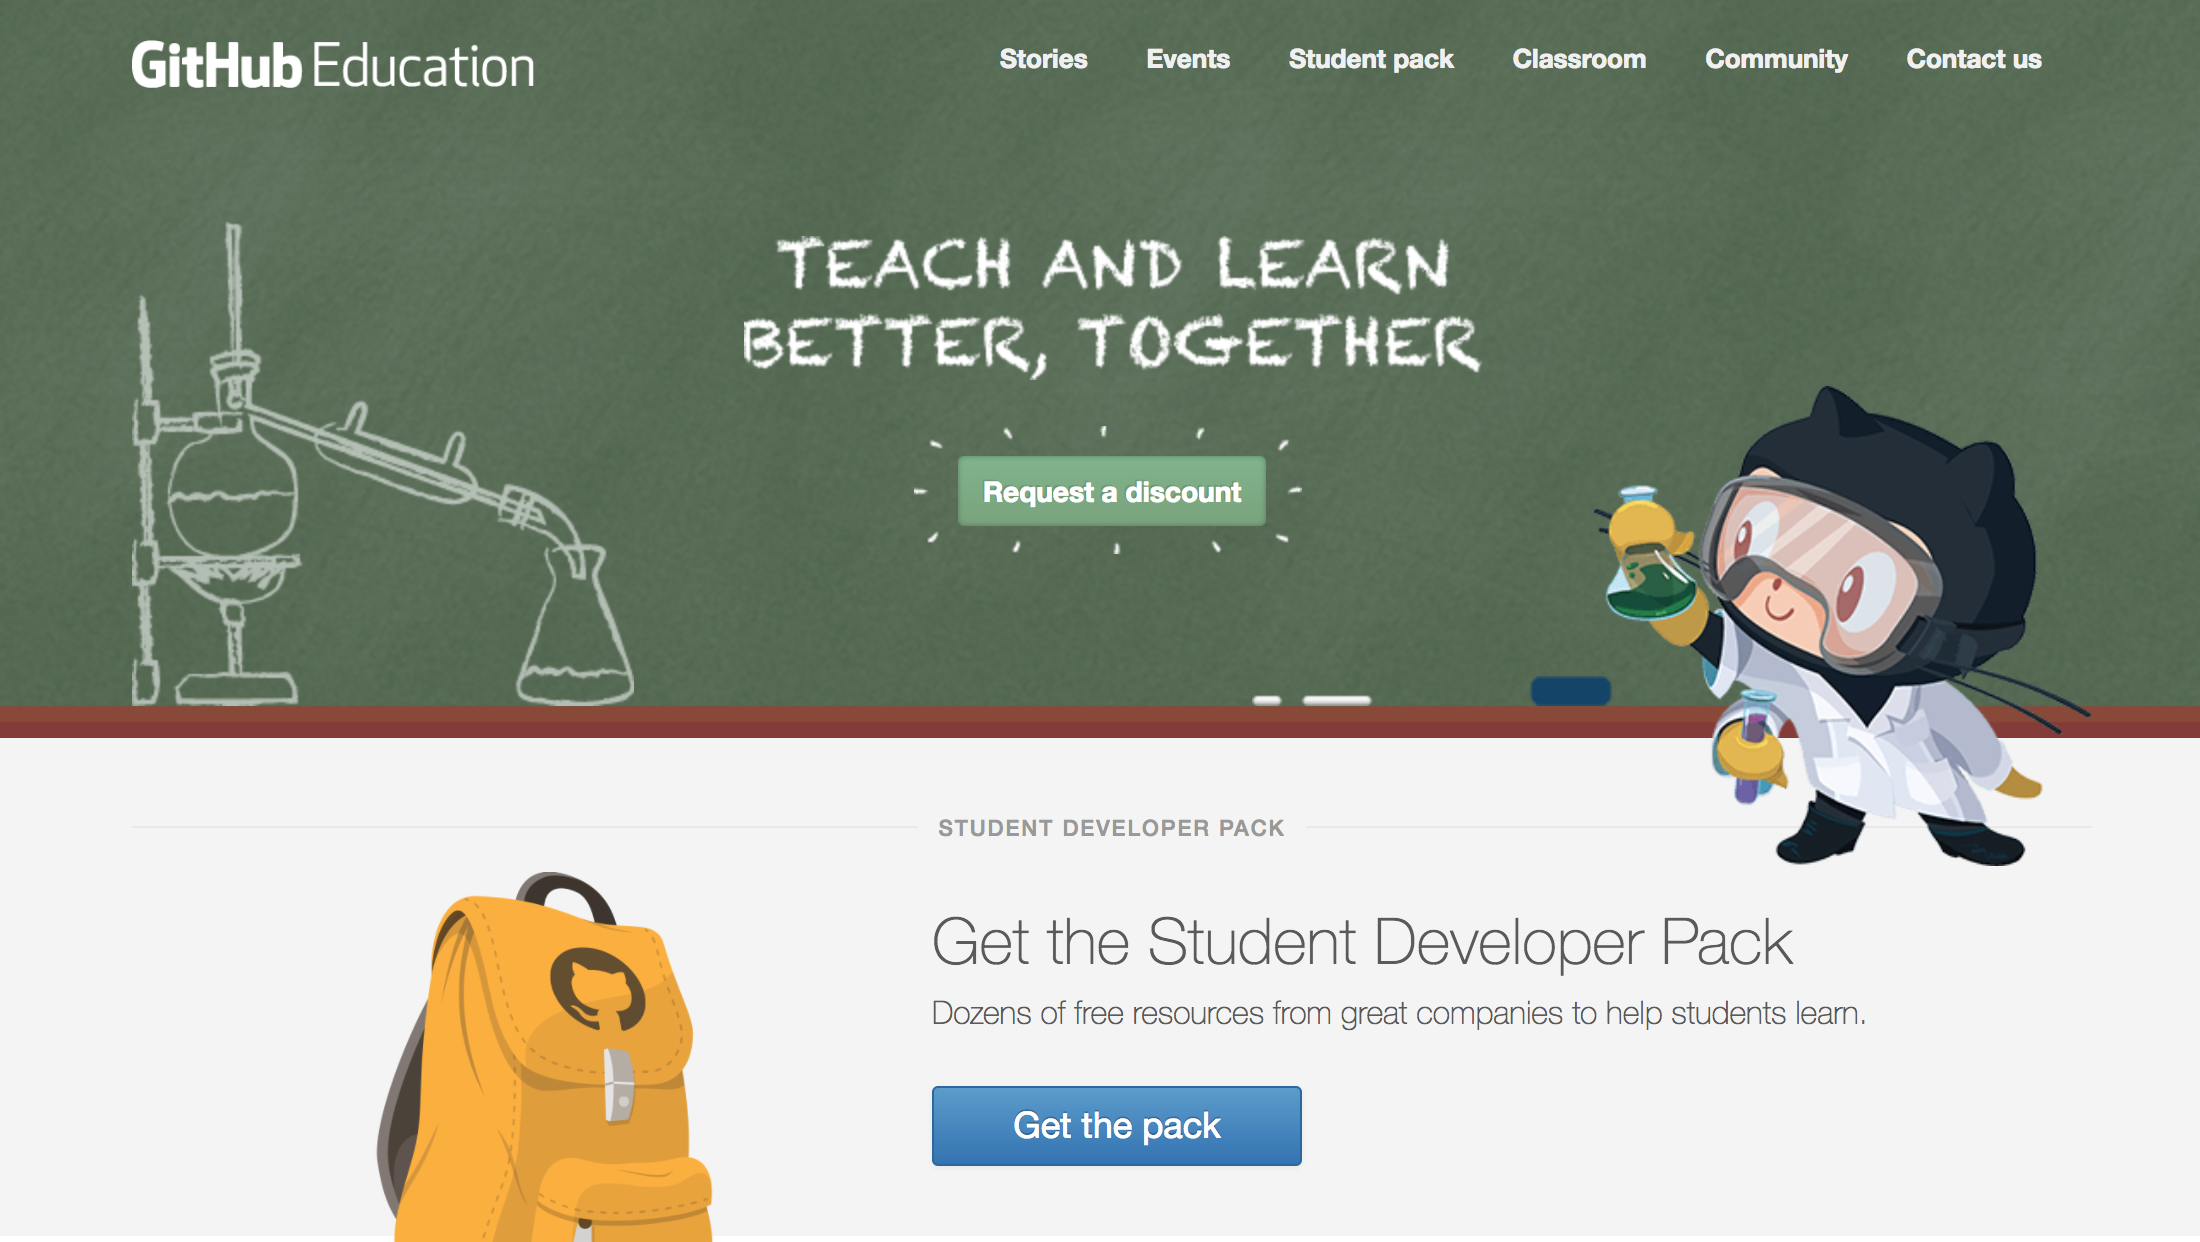 GitHub Education
Stories Events Student pack Classroom Community Contact us
TEACH AND LEARN
BETTER, TOGETHER
Request a discount
STUDENT DEVELOPER PACK
Get the Student Developer Pack
Dozens of free resources from great companies to help students learn.
Get the pack